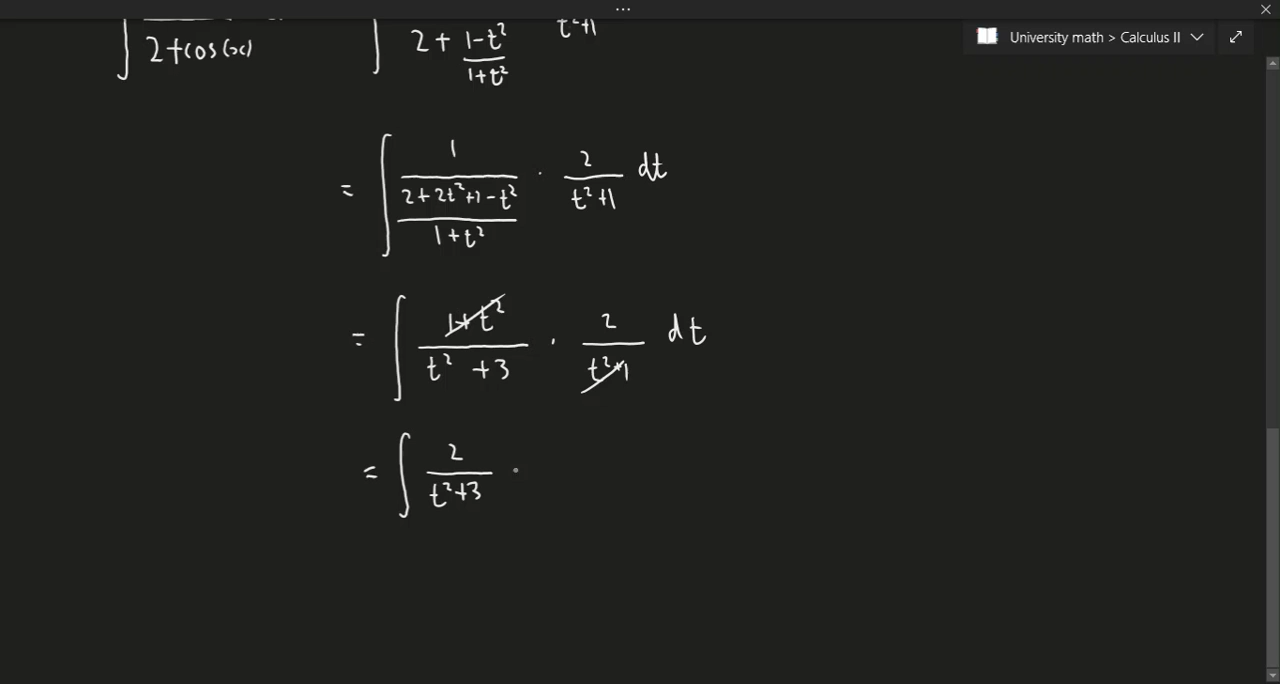 University math > Calculus II
∫ 2+cos(x) ∫ 2 + (1-t²)/(1+t²) t²+1
= ∫ 1/((2+2t²+1-t²)/(1+t²)) · 2/(t²+1) dt
= ∫ (1+t²)/(t²+3) · 2/(t²+1) dt
= ∫ 2/(t²+3)